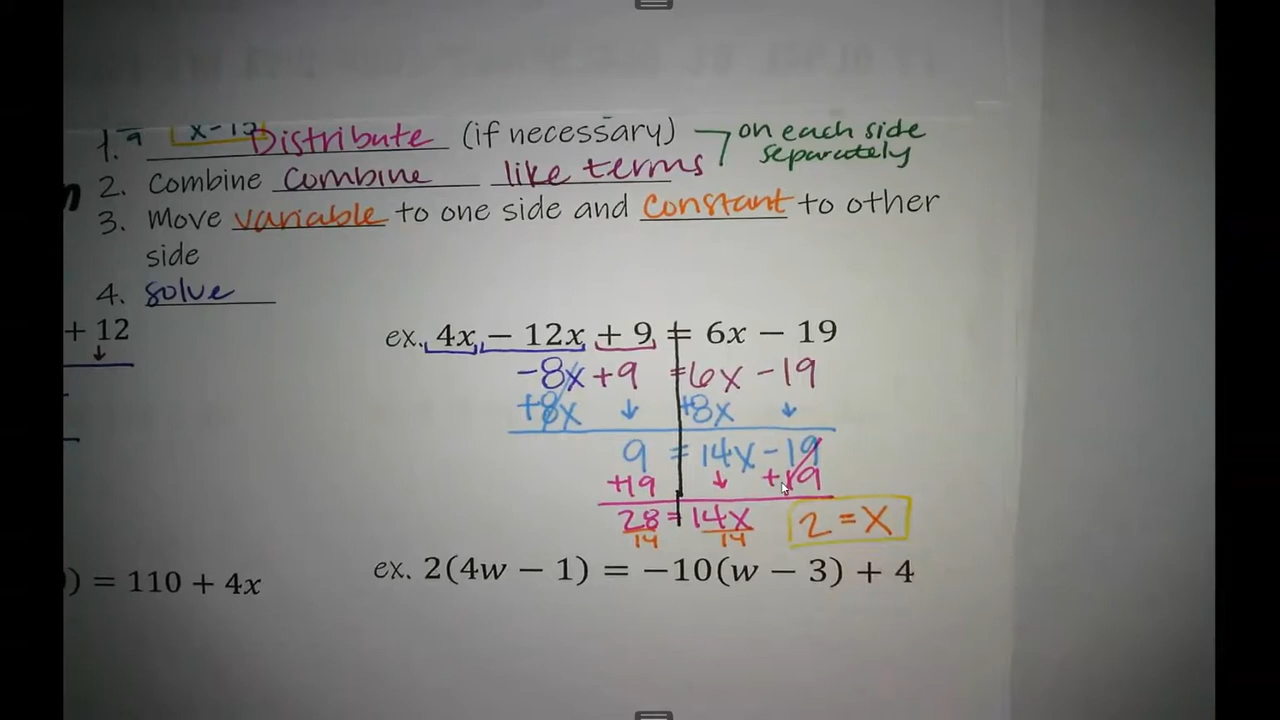 x-15
1. Distribute (if necessary) on each side
separately
2. Combine combine like terms
3. Move variable to one side and constant to other
side
4. solve
+ 12
ex. 4x - 12x + 9 = 6x - 19
-8x +9 = 6x -19
+8x +8x
9 = 14x -19
+19 +19
28 = 14x 2 = x
14 14
ex. 2(4w - 1) = -10(w - 3) + 4
) = 110 + 4x